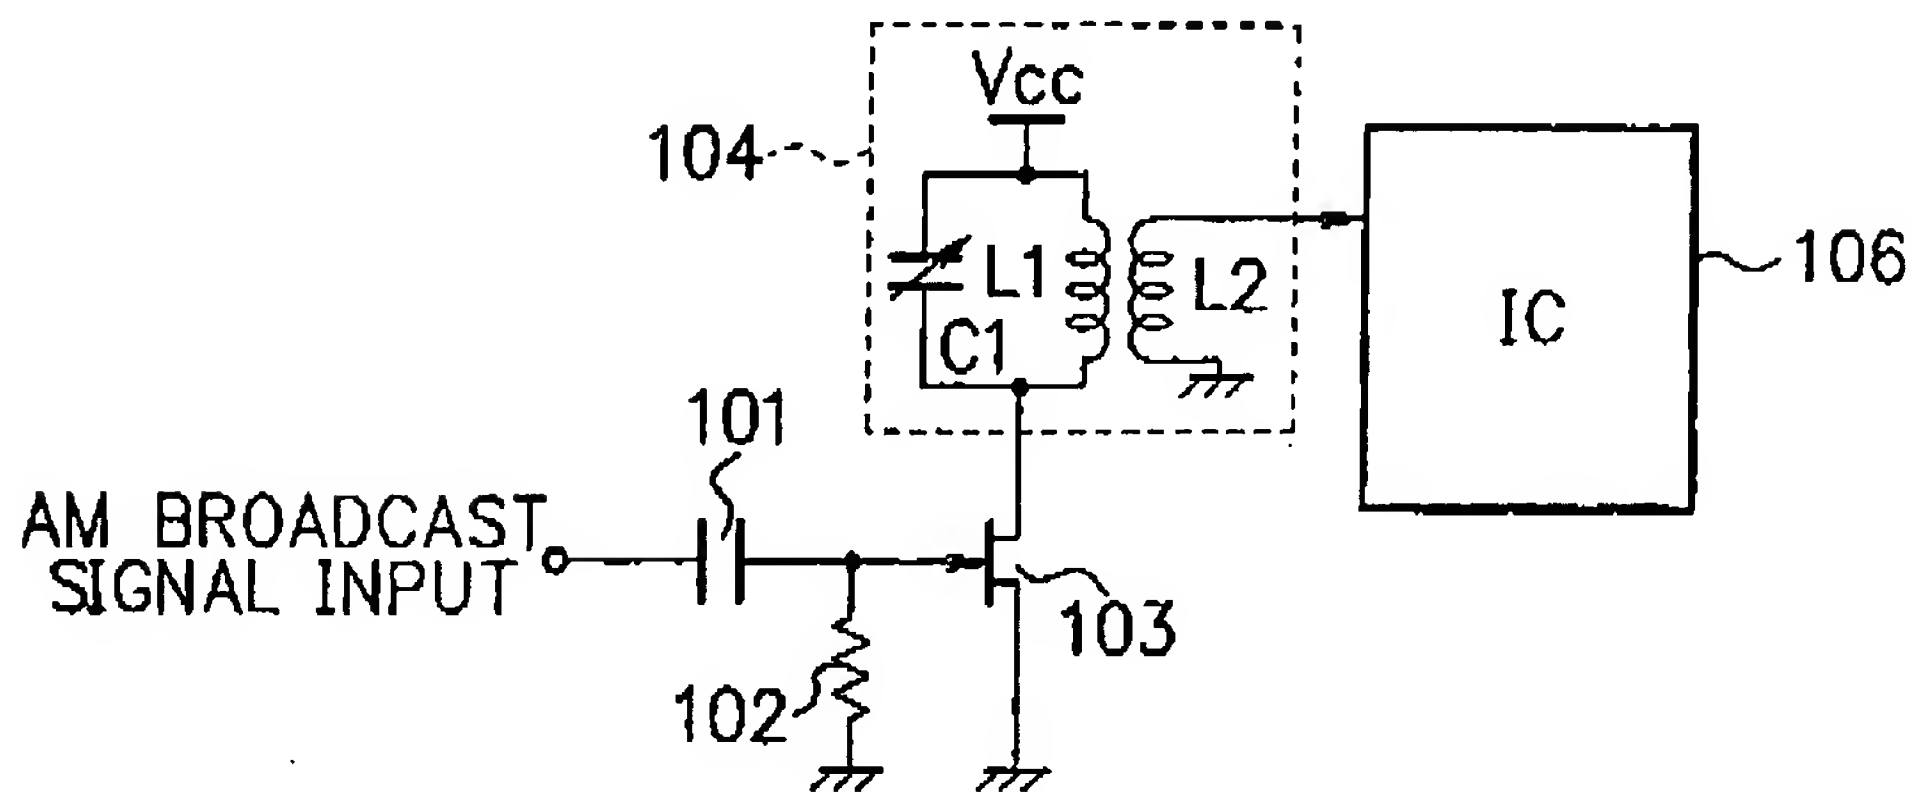 Vcc
104
L1
L2
C1
106
IC
101
AM BROADCAST
SIGNAL INPUT
103
102